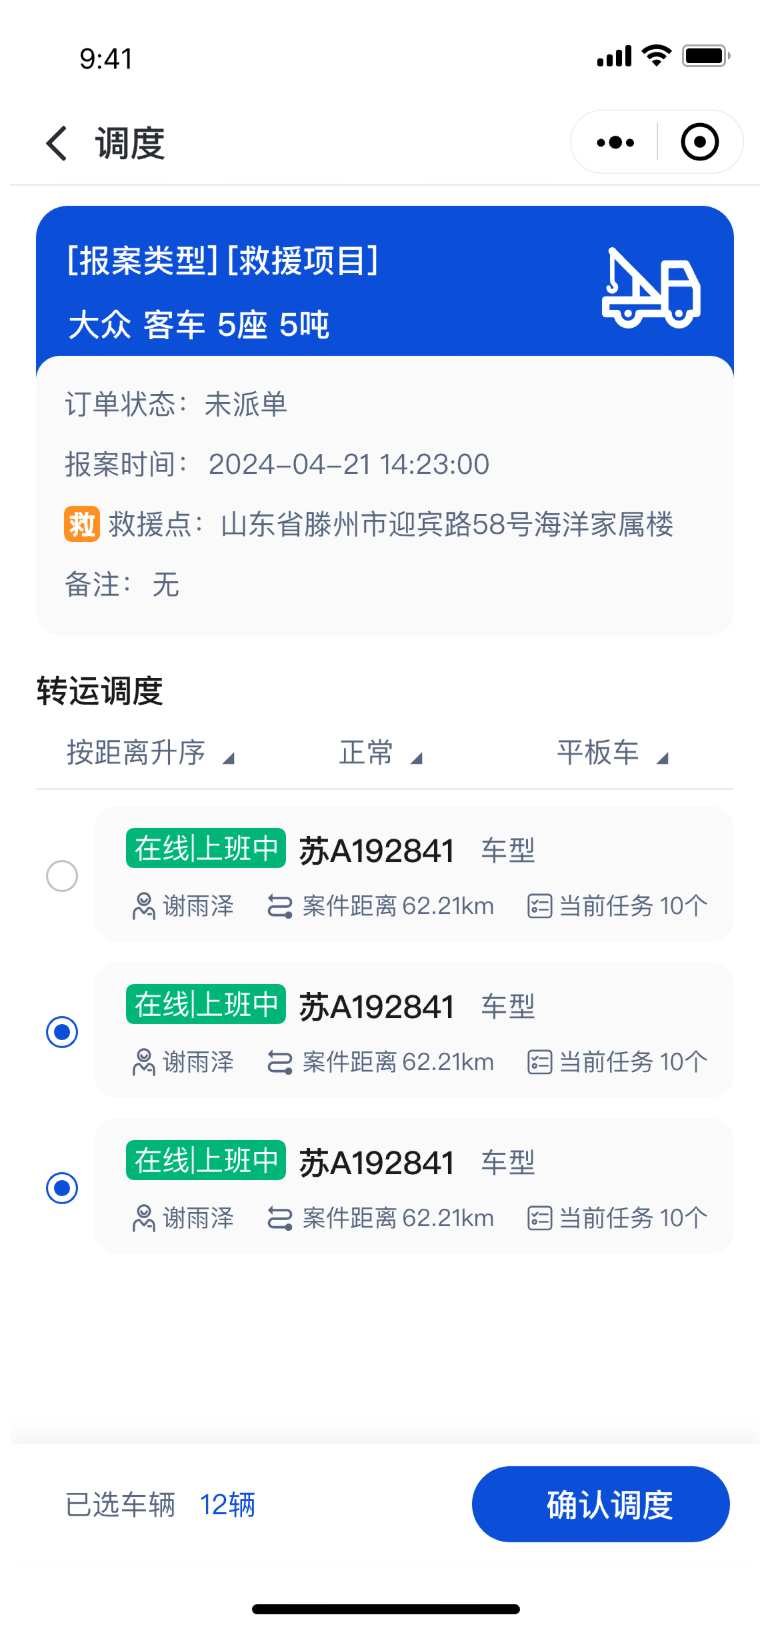 9:41
调度
[报案类型] [救援项目]
大众 客车 5座 5吨
订单状态：未派单
报案时间： 2024-04-21 14:23:00
救 救援点：山东省滕州市迎宾路58号海洋家属楼
备注： 无
转运调度
按距离升序 正常 平板车
在线|上班中 苏A192841 车型
谢雨泽 案件距离 62.21km 当前任务 10个
在线|上班中 苏A192841 车型
谢雨泽 案件距离 62.21km 当前任务 10个
在线|上班中 苏A192841 车型
谢雨泽 案件距离 62.21km 当前任务 10个
已选车辆 12辆 确认调度